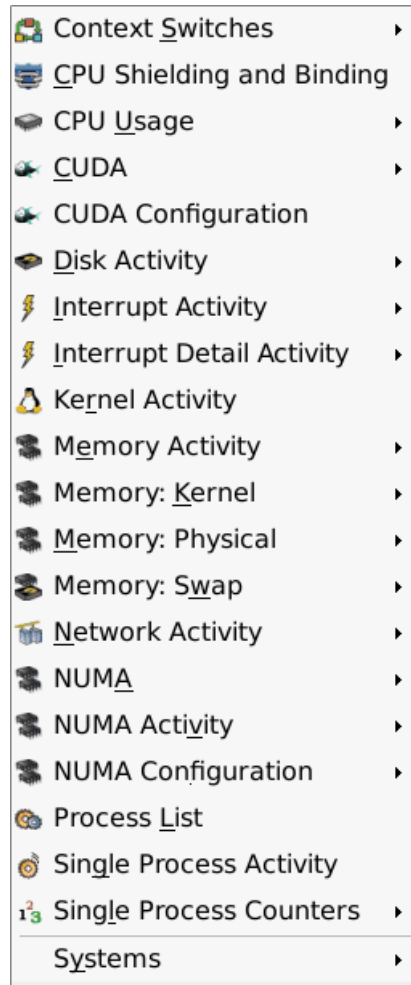 Context Switches
CPU Shielding and Binding
CPU Usage
CUDA
CUDA Configuration
Disk Activity
Interrupt Activity
Interrupt Detail Activity
Kernel Activity
Memory Activity
Memory: Kernel
Memory: Physical
Memory: Swap
Network Activity
NUMA
NUMA Activity
NUMA Configuration
Process List
Single Process Activity
Single Process Counters
Systems